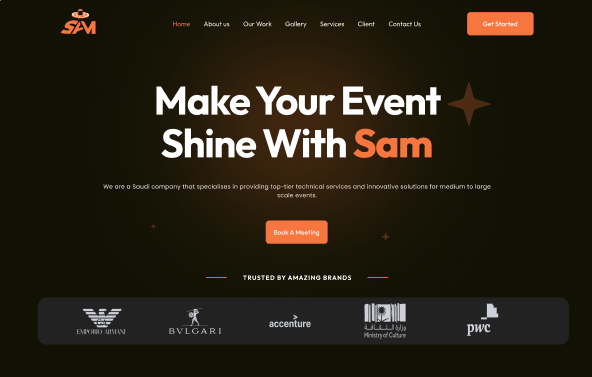 SAM
Home About us Our Work Gallery Services Client Contact Us
Get Started
Make Your Event
Shine With Sam
We are a Saudi company that specialises in providing top-tier technical services and innovative solutions for medium to large
scale events.
Book A Meeting
TRUSTED BY AMAZING BRANDS
EMPORIO ARMANI
BVLGARI
accenture
وزارة الثقافة
Ministry of Culture
pwc